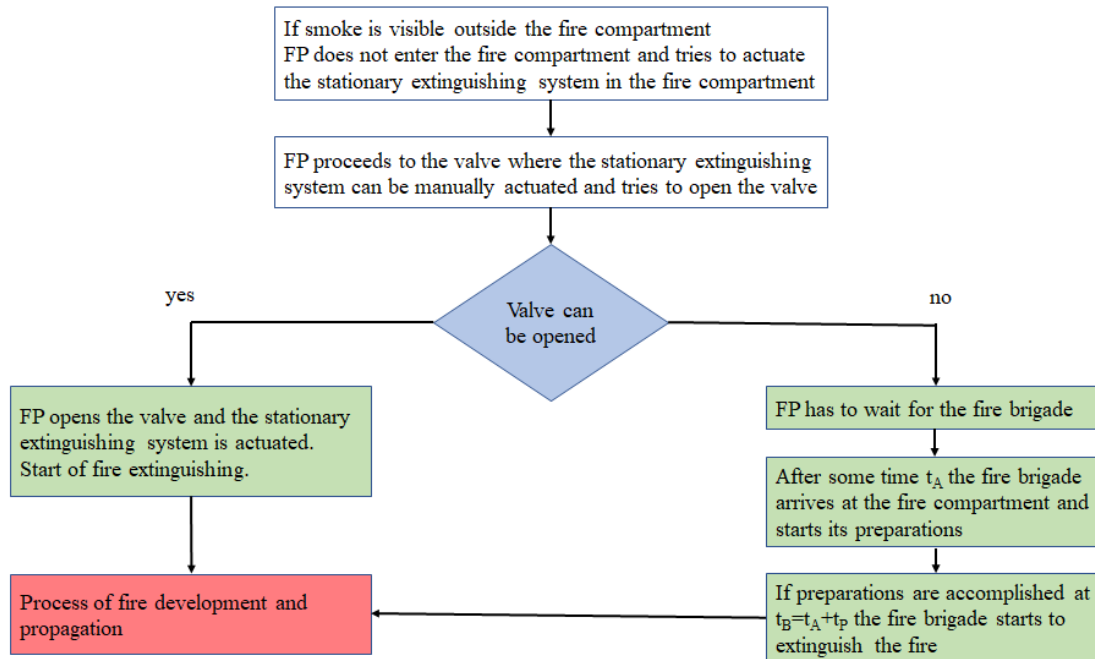 If smoke is visible outside the fire compartment
FP does not enter the fire compartment and tries to actuate
the stationary extinguishing system in the fire compartment
FP proceeds to the valve where the stationary extinguishing
system can be manually actuated and tries to open the valve
yes
no
Valve can
be opened
FP opens the valve and the stationary
extinguishing system is actuated.
Start of fire extinguishing.
FP has to wait for the fire brigade
After some time t_A the fire brigade
arrives at the fire compartment and
starts its preparations
Process of fire development and
propagation
If preparations are accomplished at
t_B=t_A+t_P the fire brigade starts to
extinguish the fire